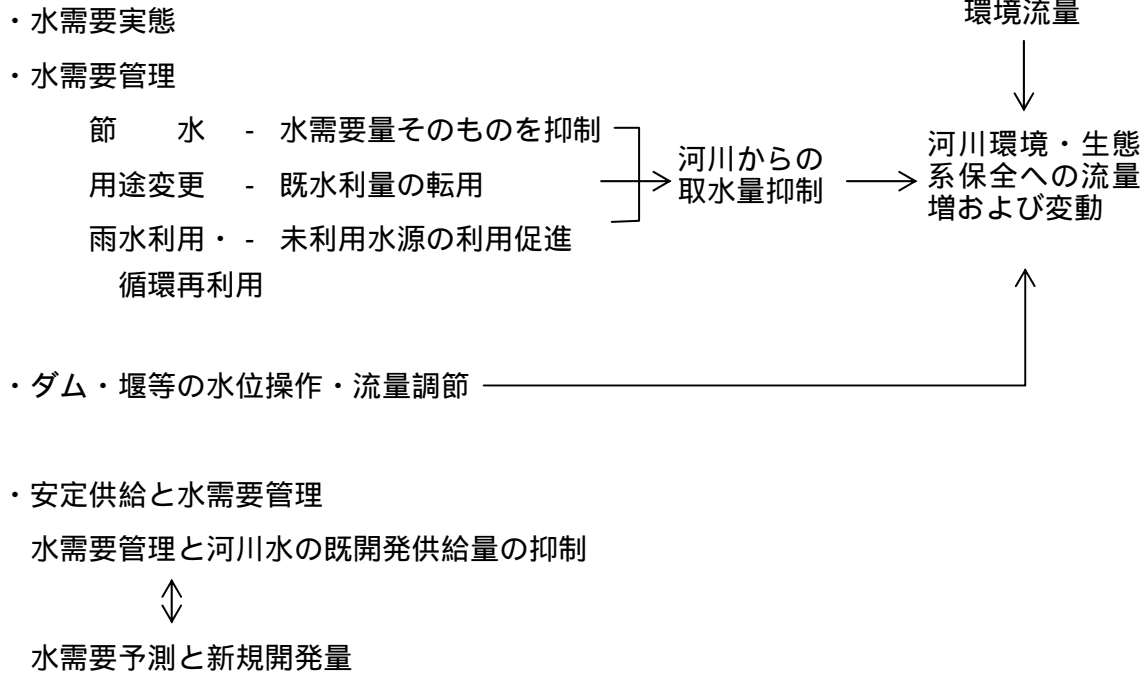 環境流量
・水需要実態
・水需要管理
節　　水　-　水需要量そのものを抑制
用途変更　-　既水利量の転用
雨水利用・　-　未利用水源の利用促進
循環再利用
河川からの
取水量抑制
河川環境・生態
系保全への流量
増および変動
・ダム・堰等の水位操作・流量調節
・安定供給と水需要管理
水需要管理と河川水の既開発供給量の抑制
水需要予測と新規開発量